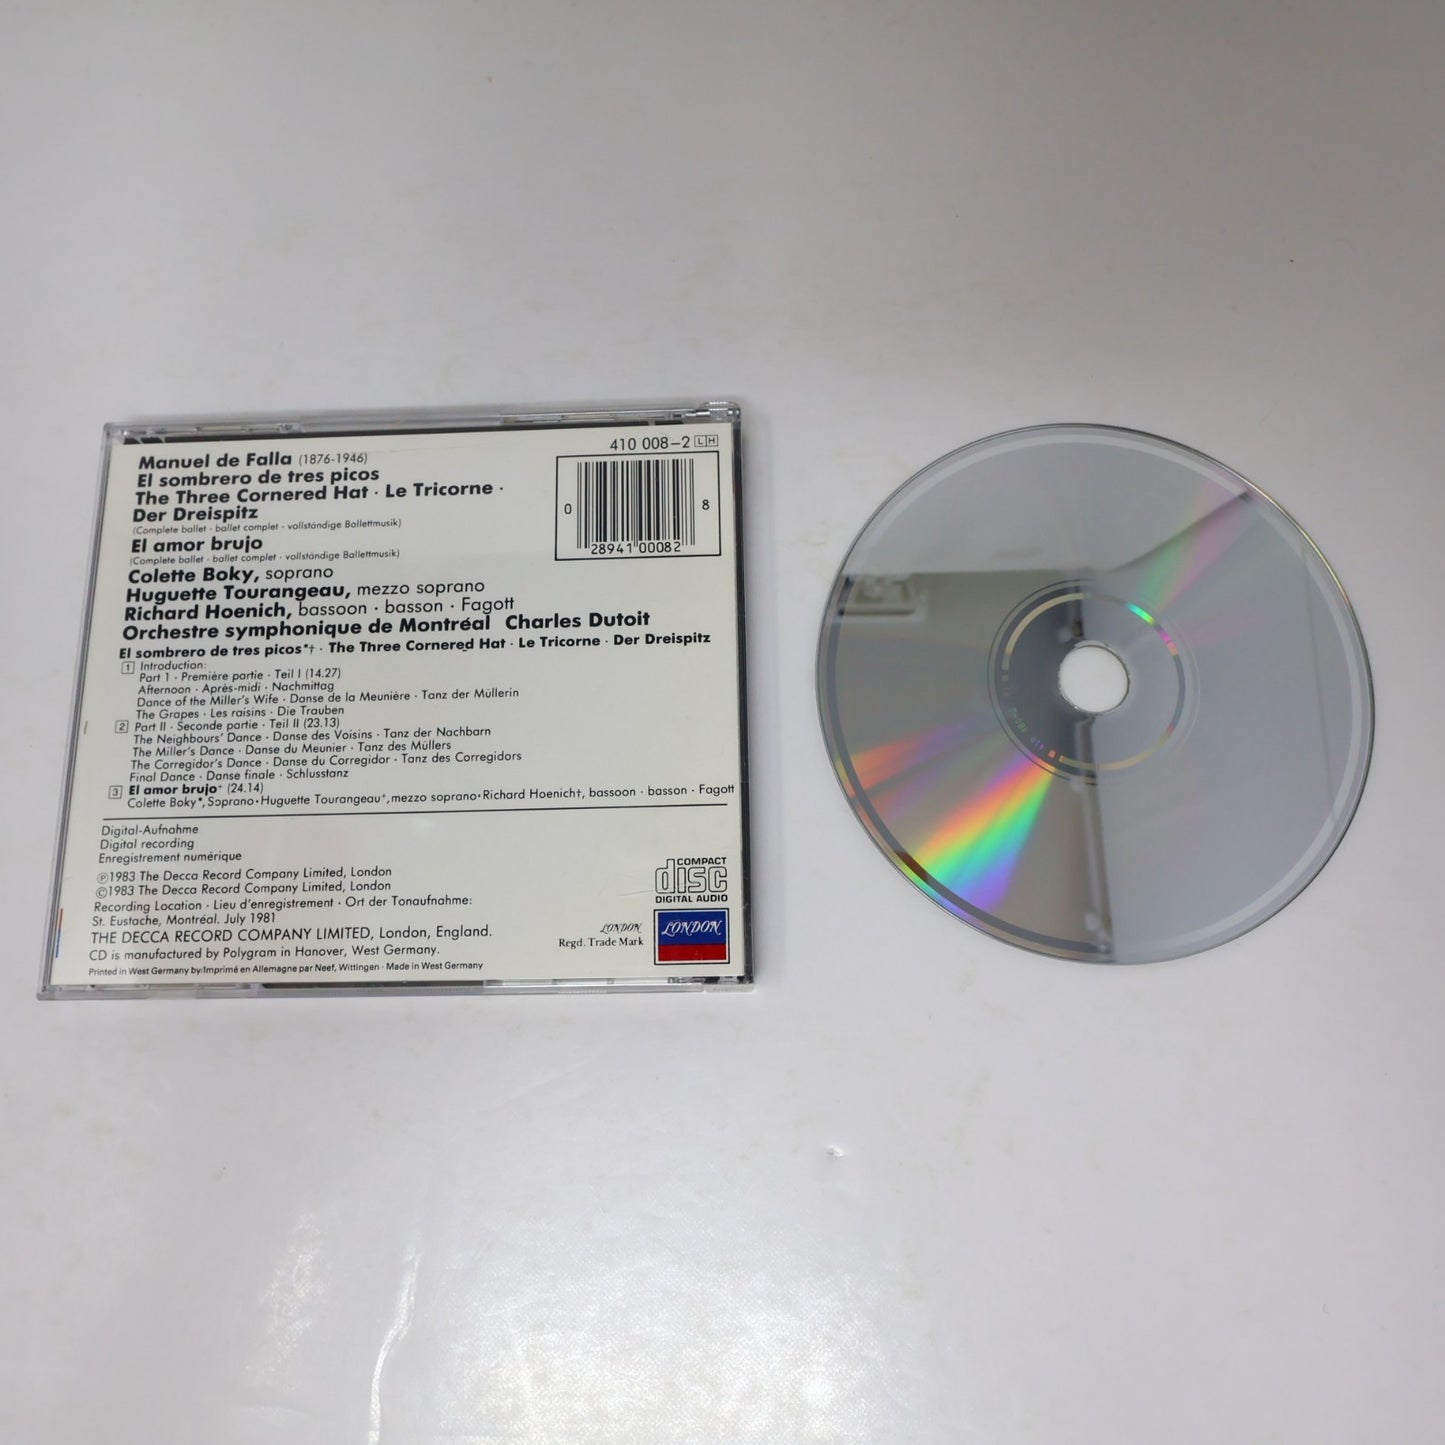 410 008-2 LH
Manuel de Falla (1876-1946)
El sombrero de tres picos
The Three Cornered Hat · Le Tricorne ·
Der Dreispitz
(Complete ballet · ballet complet · vollständige Ballettmusik)
El amor brujo
(Complete ballet · ballet complet · vollständige Ballettmusik)
0 28941 00082 8
Colette Boky, soprano
Huguette Tourangeau, mezzo soprano
Richard Hoenich, bassoon · basson · Fagott
Orchestre symphonique de Montréal Charles Dutoit
El sombrero de tres picos*† · The Three Cornered Hat · Le Tricorne · Der Dreispitz
1 Introduction:
Part 1 · Première partie · Teil I (14.27)
Afternoon · Après-midi · Nachmittag
Dance of the Miller's Wife · Danse de la Meunière · Tanz der Müllerin
The Grapes · Les raisins · Die Trauben
2 Part II · Seconde partie · Teil II (23.13)
The Neighbours' Dance · Danse des Voisins · Tanz der Nachbarn
The Miller's Dance · Danse du Meunier · Tanz des Müllers
The Corregidor's Dance · Danse du Corregidor · Tanz des Corregidors
Final Dance · Danse finale · Schlusstanz
3 El amor brujo⁺ (24.14)
Colette Boky*, Soprano · Huguette Tourangeau⁺, mezzo soprano · Richard Hoenich†, bassoon · basson · Fagott
Digital-Aufnahme
Digital recording
Enregistrement numérique
℗1983 The Decca Record Company Limited, London
©1983 The Decca Record Company Limited, London
Recording Location · Lieu d'enregistrement · Ort der Tonaufnahme:
St. Eustache, Montréal. July 1981
THE DECCA RECORD COMPANY LIMITED, London, England.
CD is manufactured by Polygram in Hanover, West Germany.
Printed in West Germany by/Imprimé en Allemagne par Neef, Wittingen · Made in West Germany
COMPACT
disc
DIGITAL AUDIO
LONDON
Regd. Trade Mark
LONDON